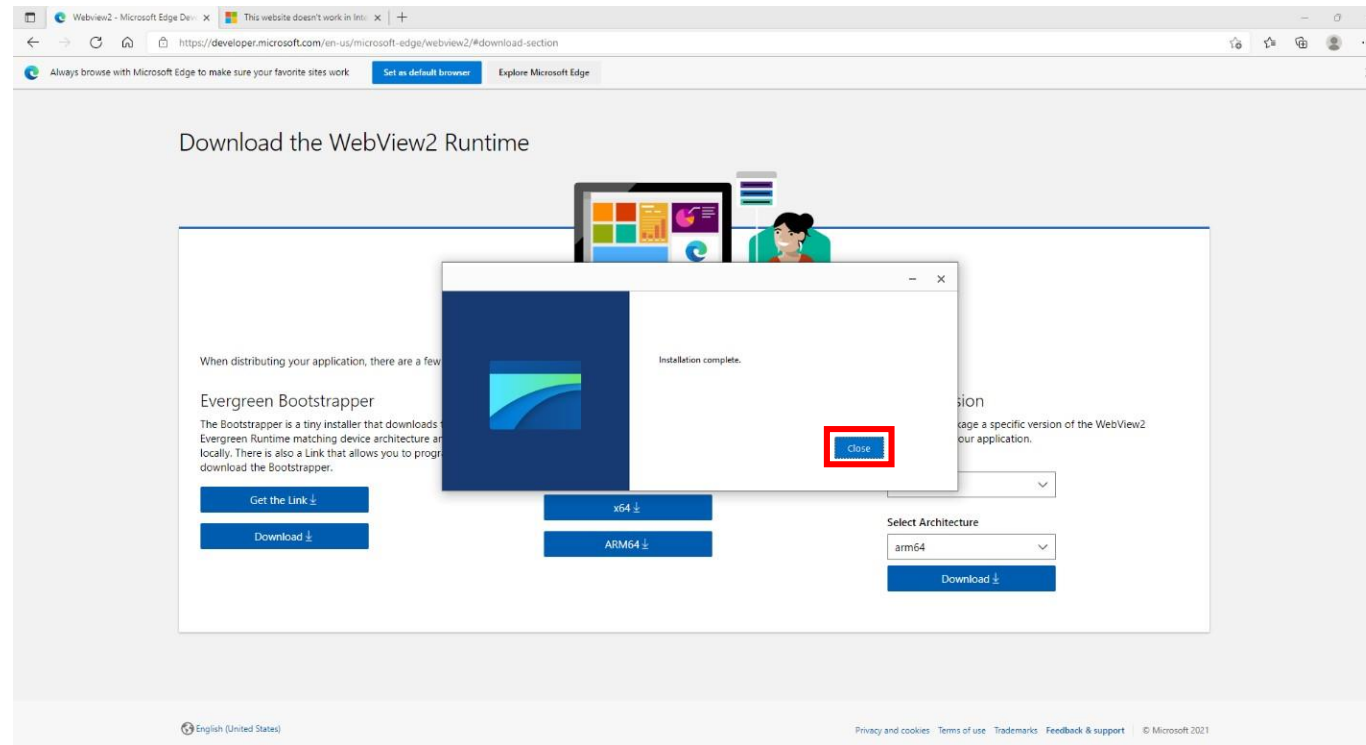 Webview2 - Microsoft Edge Dev
This website doesn't work in Inte
https://developer.microsoft.com/en-us/microsoft-edge/webview2/#download-section
Always browse with Microsoft Edge to make sure your favorite sites work
Set as default browser
Explore Microsoft Edge
Download the WebView2 Runtime
When distributing your application, there are a few
Installation complete.
Close
Evergreen Bootstrapper
The Bootstrapper is a tiny installer that downloads
Evergreen Runtime matching device architecture
locally. There is also a Link that allows you to progr
download the Bootstrapper.
Get the Link
Download
x64
ARM64
sion
kage a specific version of the WebView2
our application.
Select Architecture
arm64
Download
English (United States)
Privacy and cookies Terms of use Trademarks Feedback & support © Microsoft 2021